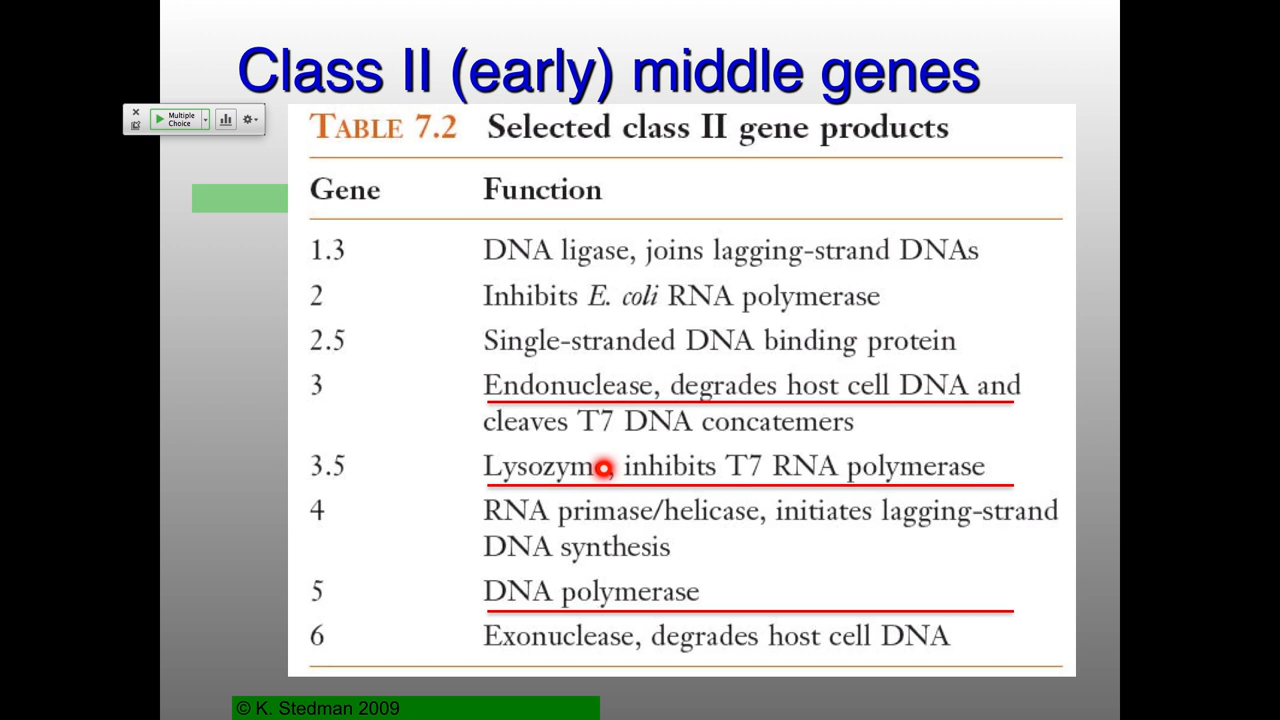 Class II (early) middle genes
Multiple
Choice
TABLE 7.2 Selected class II gene products
Gene Function
1.3 DNA ligase, joins lagging-strand DNAs
2 Inhibits E. coli RNA polymerase
2.5 Single-stranded DNA binding protein
3 Endonuclease, degrades host cell DNA and
cleaves T7 DNA concatemers
3.5 Lysozyme, inhibits T7 RNA polymerase
4 RNA primase/helicase, initiates lagging-strand
DNA synthesis
5 DNA polymerase
6 Exonuclease, degrades host cell DNA
© K. Stedman 2009